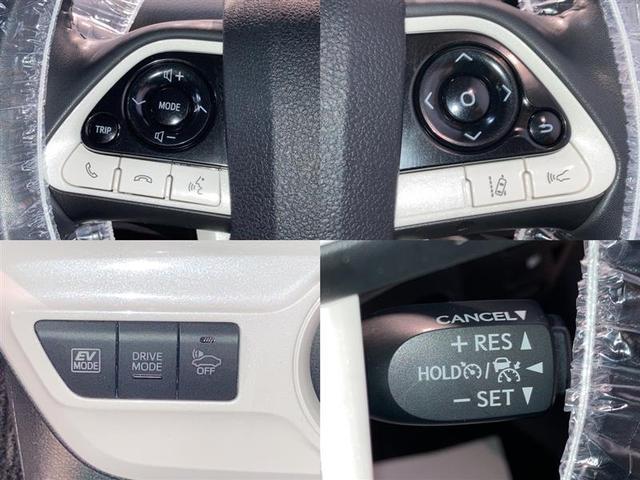 MODE
TRIP
EV
MODE
DRIVE
MODE
OFF
CANCEL▼
+ RES ▲
HOLD / ◄
− SET ▼